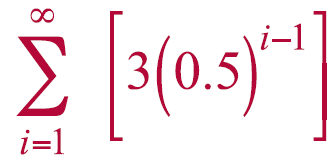 ∑_{i=1}^{∞} [3(0.5)^{i−1}]